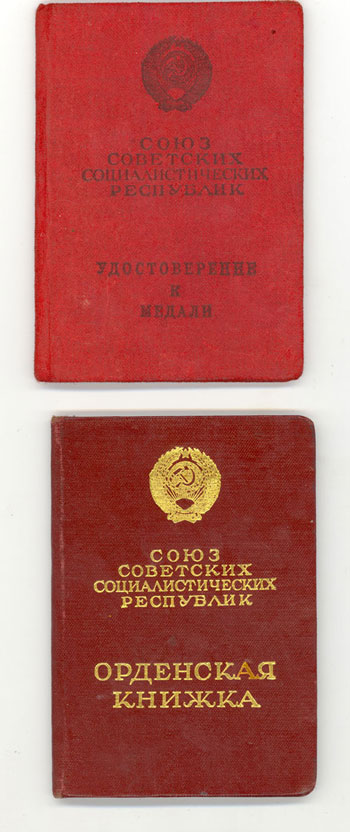 СОЮЗ
СОВЕТСКИХ
СОЦИАЛИСТИЧЕСКИХ
РЕСПУБЛИК
УДОСТОВЕРЕНИЕ
К
МЕДАЛИ
СОЮЗ
СОВЕТСКИХ
СОЦИАЛИСТИЧЕСКИХ
РЕСПУБЛИК
ОРДЕНСКАЯ
КНИЖКА